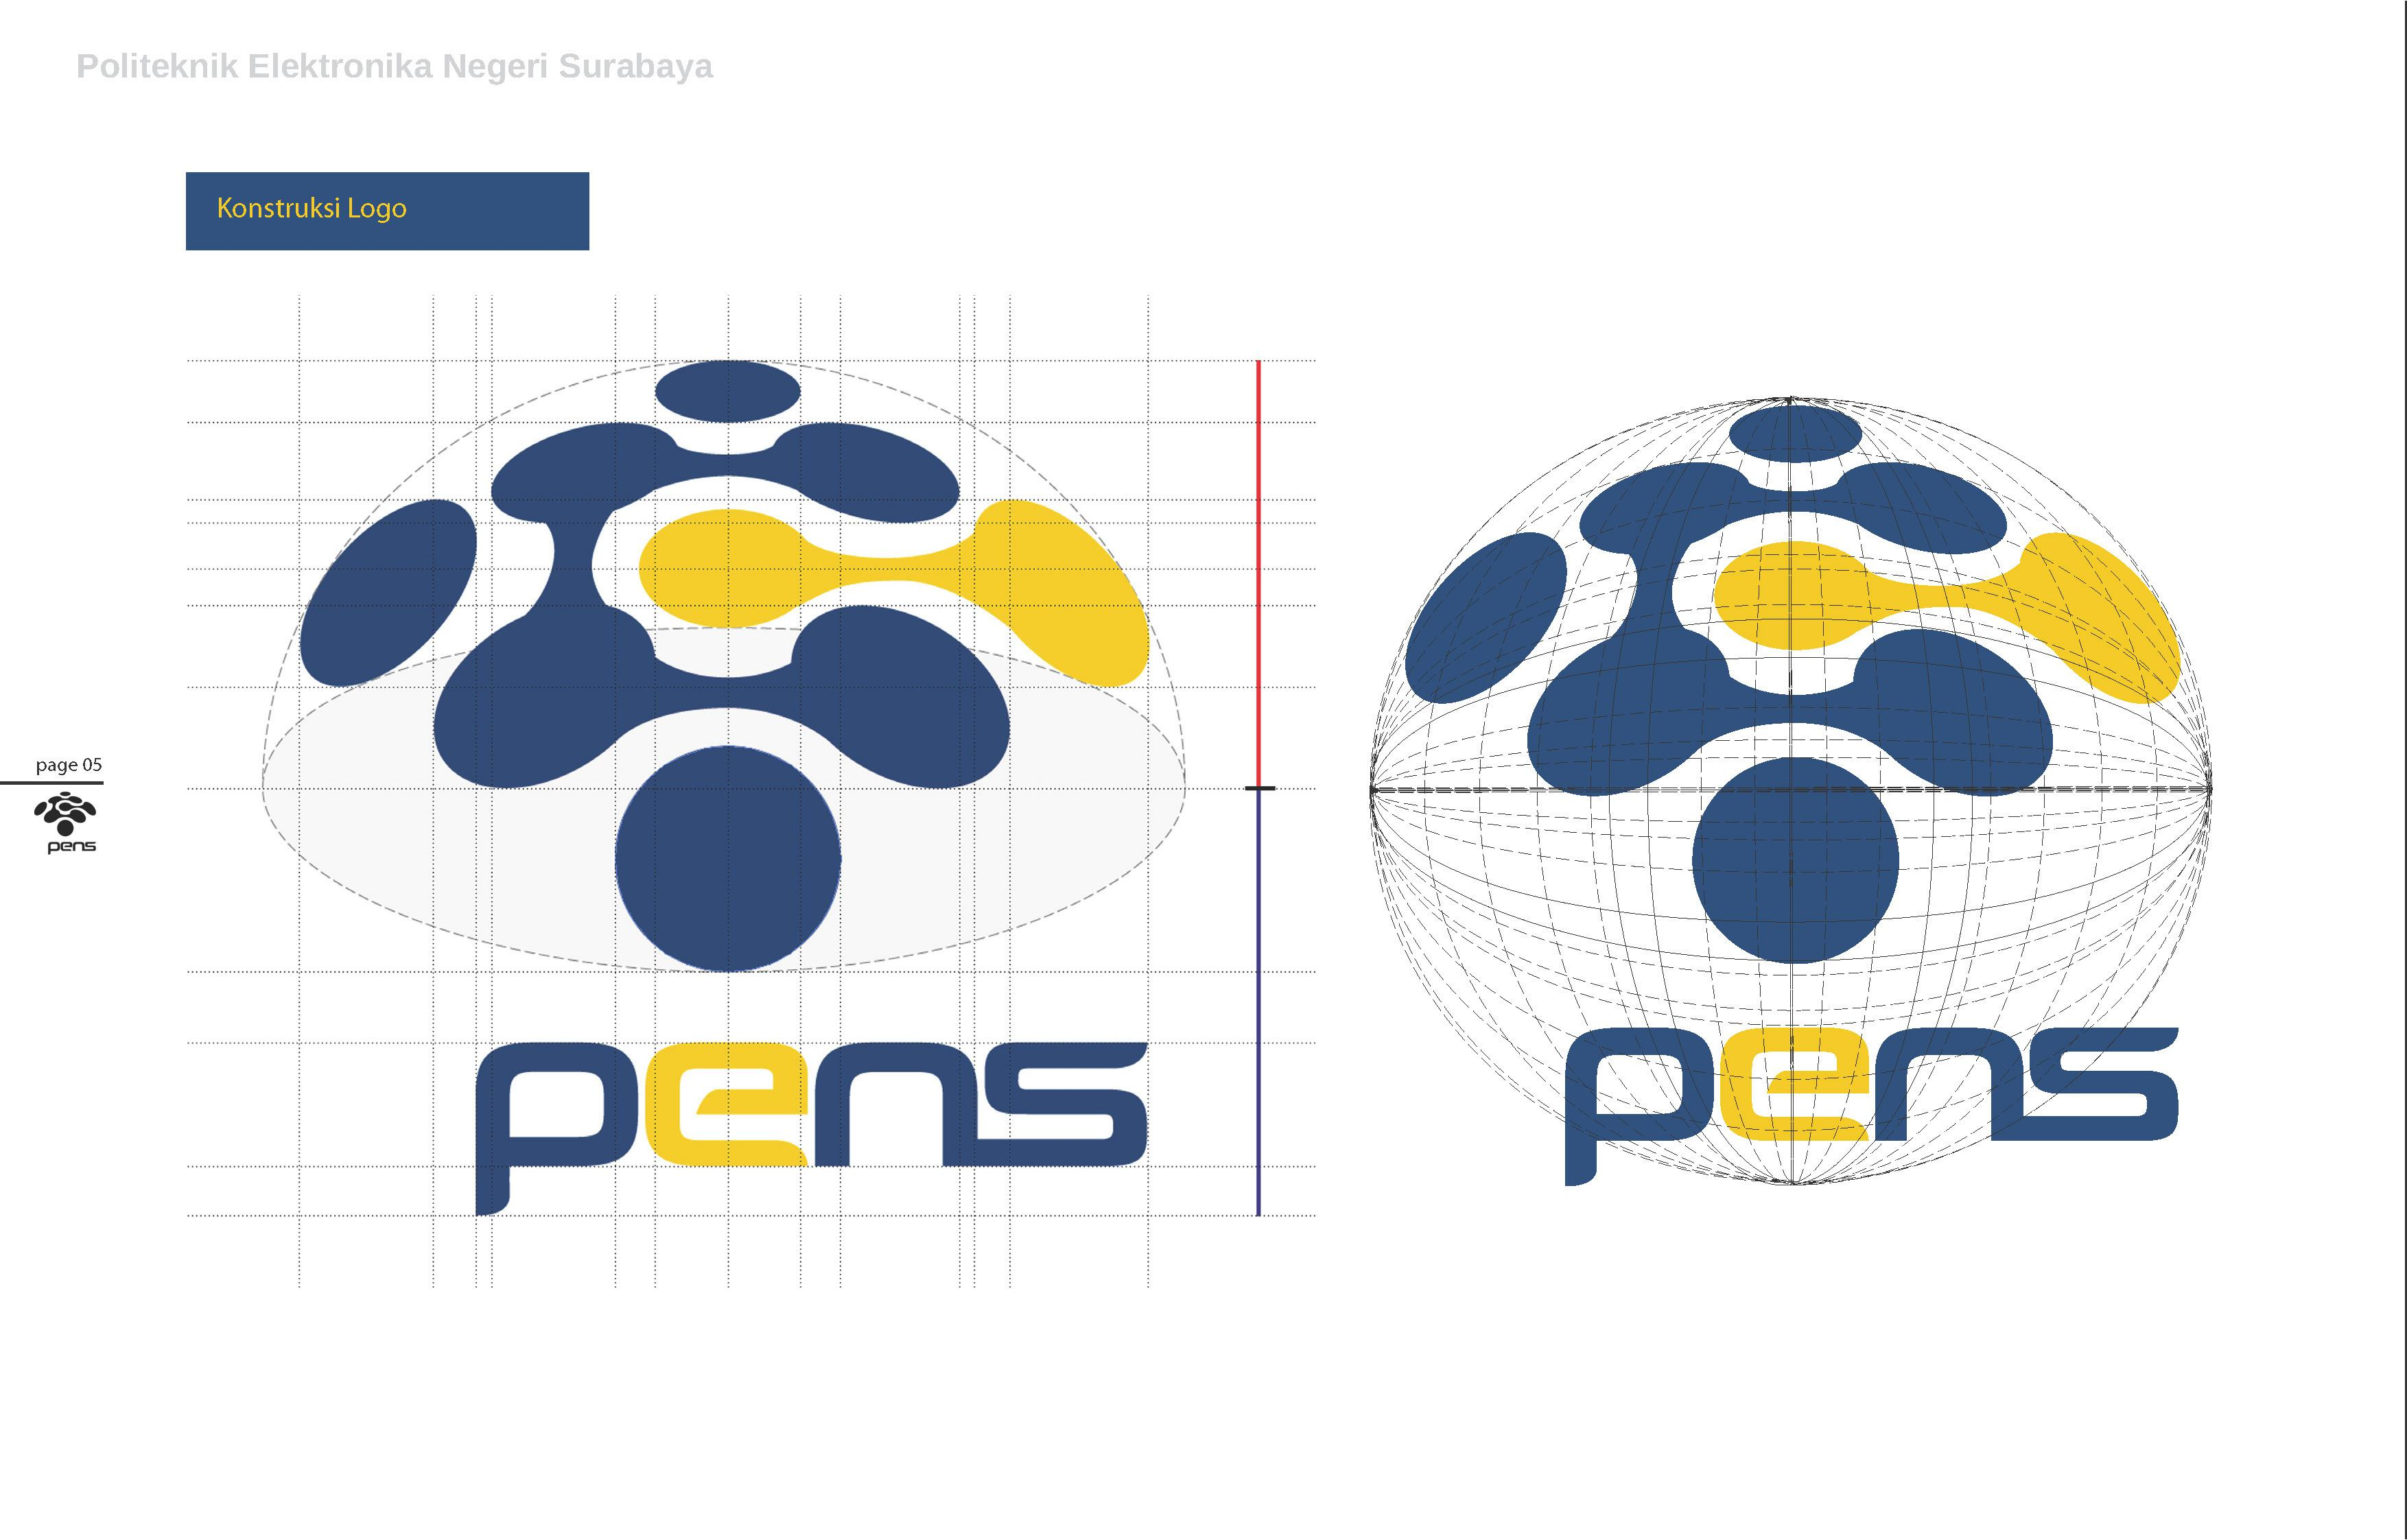 Politeknik Elektronika Negeri Surabaya
Konstruksi Logo
page 05
pens
pens
pens